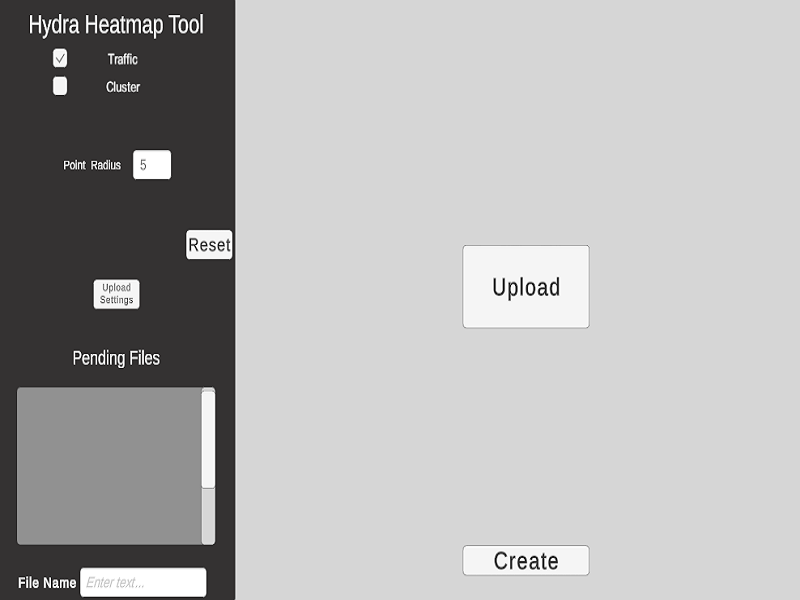 Hydra Heatmap Tool
Traffic
Cluster
Point Radius 5
Reset
Upload
Settings
Pending Files
File Name Enter text...
Upload
Create